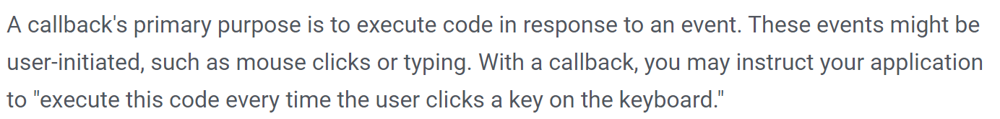 A callback's primary purpose is to execute code in response to an event. These events might be
user-initiated, such as mouse clicks or typing. With a callback, you may instruct your application
to "execute this code every time the user clicks a key on the keyboard."